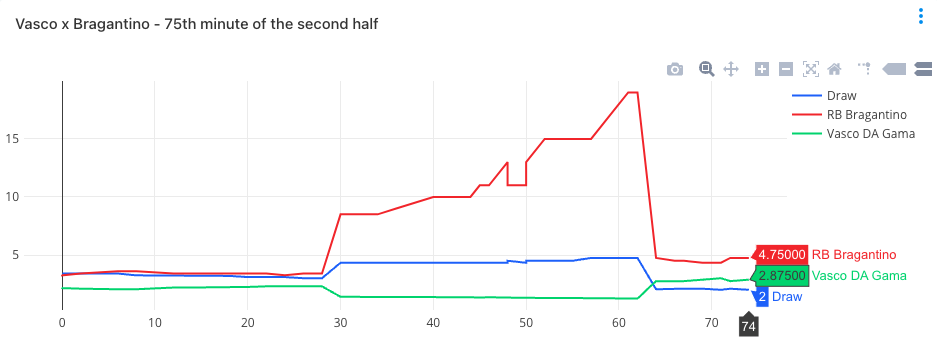 Vasco x Bragantino - 75th minute of the second half
Draw
RB Bragantino
Vasco DA Gama
15
10
5
4.75000 RB Bragantino
2.87500 Vasco DA Gama
2 Draw
0 10 20 30 40 50 60 70 74